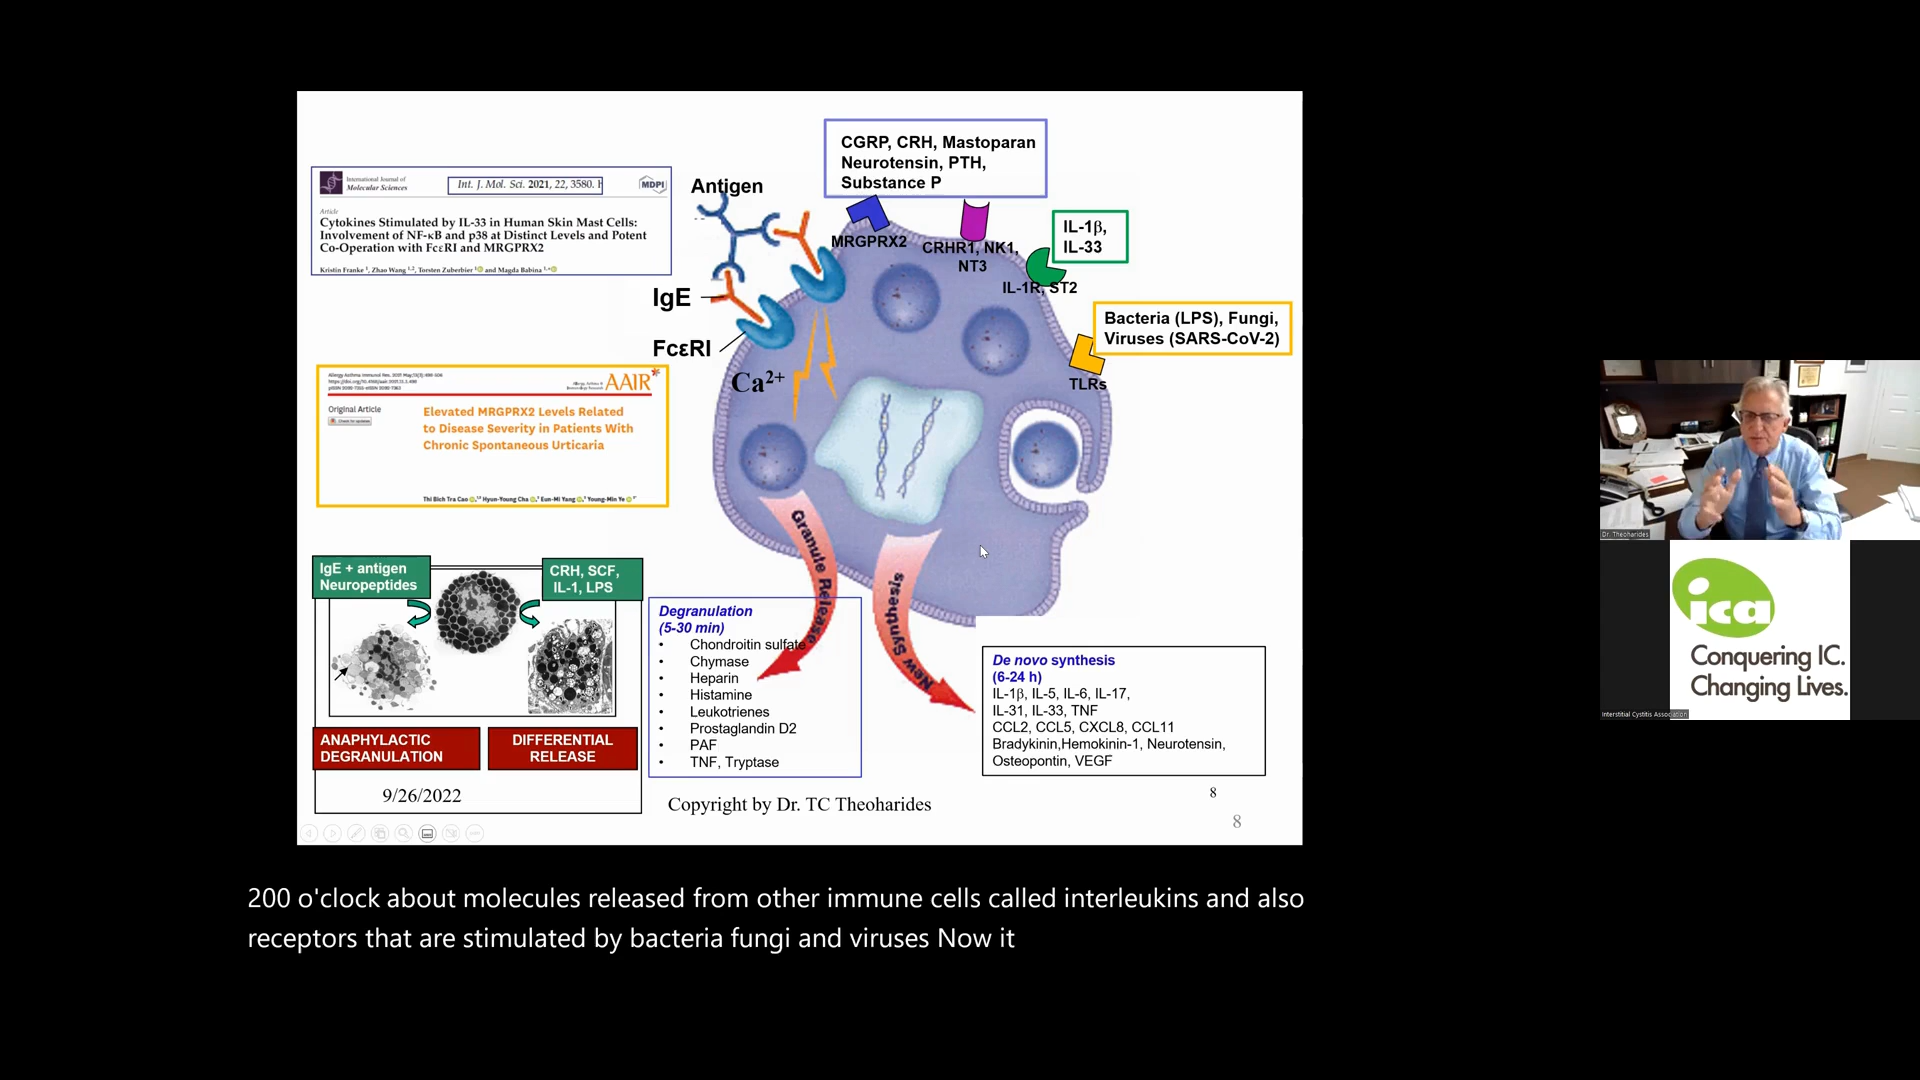 International Journal of
Molecular Sciences
Int. J. Mol. Sci. 2021, 22, 3580.
MDPI
Article
Cytokines Stimulated by IL-33 in Human Skin Mast Cells:
Involvement of NF-κB and p38 at Distinct Levels and Potent
Co-Operation with FcεRI and MRGPRX2
Kristin Franke 1, Zhao Wang 1,2, Torsten Zuberbier 1 and Magda Babina 1,*
Antigen
IgE
FcεRI
Ca2+
CGRP, CRH, Mastoparan
Neurotensin, PTH,
Substance P
MRGPRX2
CRHR1, NK1,
NT3
IL-1β,
IL-33
IL-1R, ST2
Bacteria (LPS), Fungi,
Viruses (SARS-CoV-2)
TLRs
AAIR
Original Article
Check for updates
Elevated MRGPRX2 Levels Related
to Disease Severity in Patients With
Chronic Spontaneous Urticaria
Thi Bich Tra Cao, Hyun-Young Cha, Eun-Mi Yang, Young-Min Ye
IgE + antigen
Neuropeptides
CRH, SCF,
IL-1, LPS
ANAPHYLACTIC
DEGRANULATION
DIFFERENTIAL
RELEASE
9/26/2022
Granule Release
New Synthesis
Degranulation
(5-30 min)
• Chondroitin sulfate
• Chymase
• Heparin
• Histamine
• Leukotrienes
• Prostaglandin D2
• PAF
• TNF, Tryptase
De novo synthesis
(6-24 h)
IL-1β, IL-5, IL-6, IL-17,
IL-31, IL-33, TNF
CCL2, CCL5, CXCL8, CCL11
Bradykinin,Hemokinin-1, Neurotensin,
Osteopontin, VEGF
Copyright by Dr. TC Theoharides
8
8
Dr. Theoharides
ica
Conquering IC.
Changing Lives.
Interstitial Cystitis Association
200 o'clock about molecules released from other immune cells called interleukins and also
receptors that are stimulated by bacteria fungi and viruses Now it